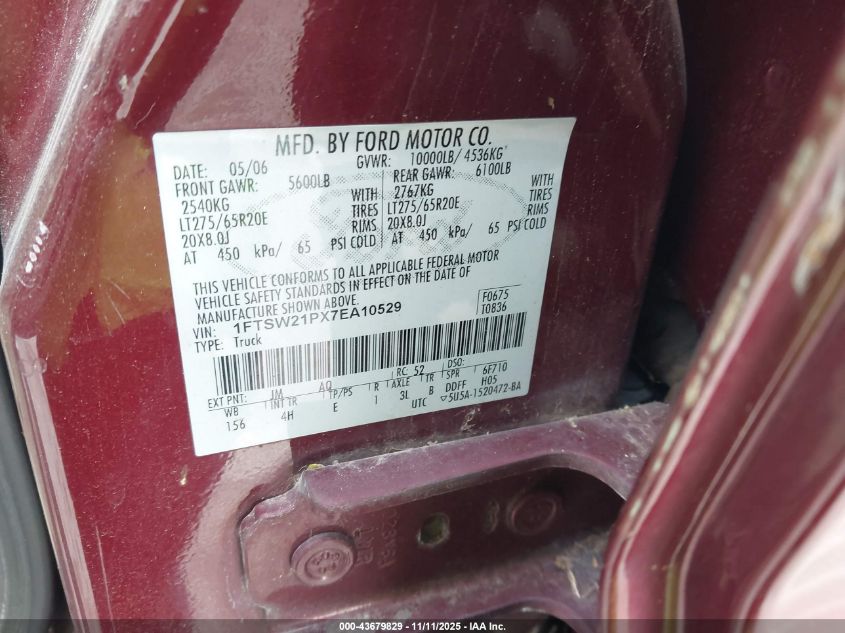 MFD. BY FORD MOTOR CO.
DATE: 05/06 GVWR: 10000LB/ 4536KG
FRONT GAWR: 5600LB REAR GAWR: 6100LB
2540KG WITH 2767KG WITH
LT275/65R20E TIRES LT275/65R20E TIRES
20X8.0J RIMS 20X8.0J RIMS
AT 450 kPa/ 65 PSI COLD AT 450 kPa/ 65 PSI COLD
THIS VEHICLE CONFORMS TO ALL APPLICABLE FEDERAL MOTOR
VEHICLE SAFETY STANDARDS IN EFFECT ON THE DATE OF
MANUFACTURE SHOWN ABOVE.
VIN: 1FTSW21PX7EA10529 F0675
TYPE: Truck T0836
EXT PNT: JM AQ RC: 52 DSO:
WB INT TR TP/PS R AXLE TR SPR 6F710
156 4H E 1 3L B DDFF H05
UTC 5U5A-1520472-BA
000-43679829 - 11/11/2025 - IAA Inc.